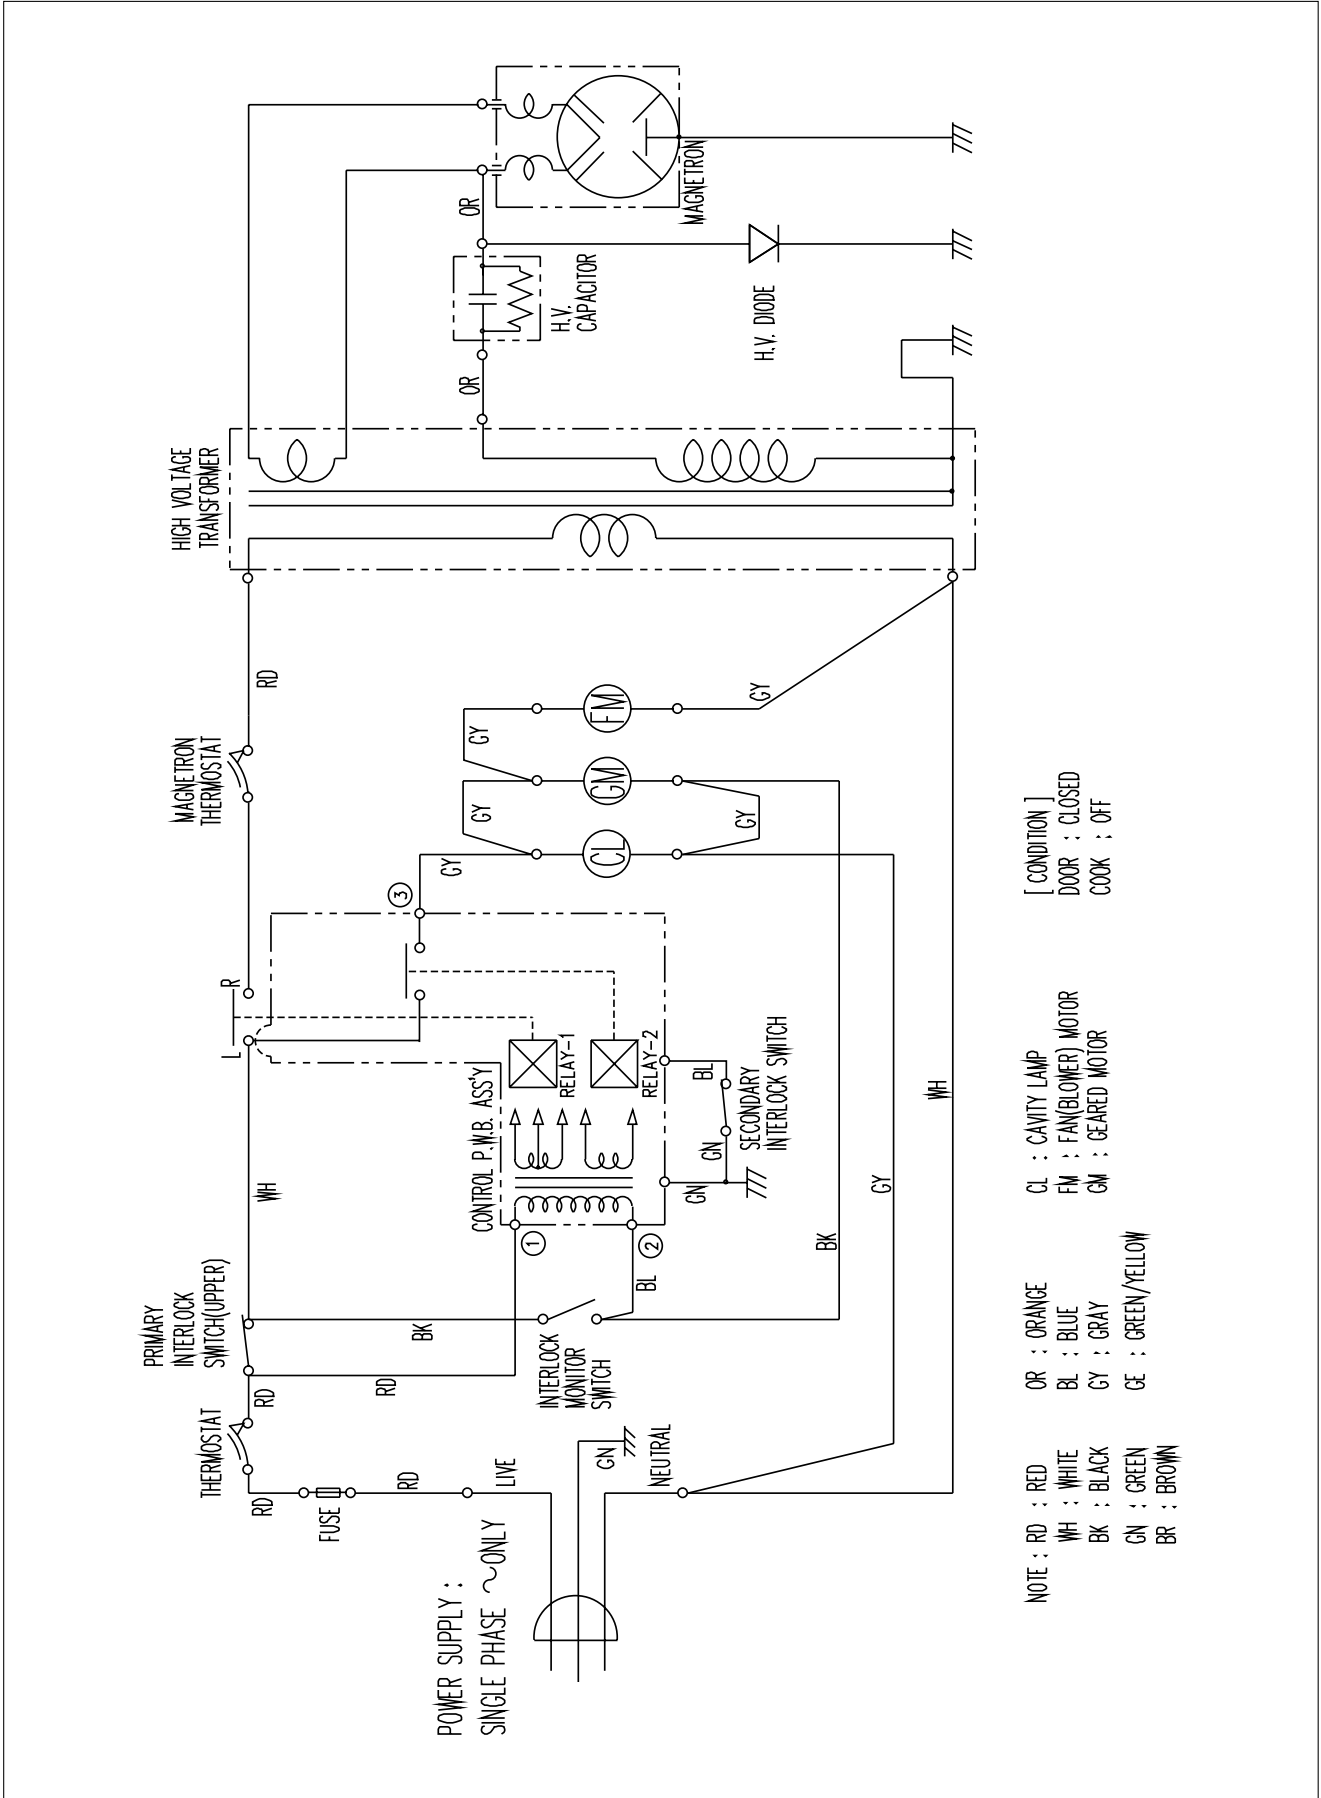 POWER SUPPLY :
SINGLE PHASE ~ ONLY
THERMOSTAT
RD
FUSE
RD
LIVE
GN
NEUTRAL
PRIMARY
INTERLOCK
SWITCH(UPPER)
RD
RD
BK
INTERLOCK
MONITOR
SWITCH
BL
WH
1
2
CONTROL P.W.B. ASS'Y
RELAY-1
RELAY-2
GN
GN
BL
SECONDARY
INTERLOCK SWITCH
BK
GY
WH
L
R
3
GY
CL
GY
GM
GY
FM
GY
GY
MAGNETRON
THERMOSTAT
RD
HIGH VOLTAGE
TRANSFORMER
OR
H.V.
CAPACITOR
OR
H.V. DIODE
MAGNETRON
NOTE : RD : RED
WH : WHITE
BK : BLACK
GN : GREEN
BR : BROWN
OR : ORANGE
BL : BLUE
GY : GRAY
GE : GREEN/YELLOW
CL : CAVITY LAMP
FM : FAN(BLOWER) MOTOR
GM : GEARED MOTOR
[ CONDITION ]
DOOR : CLOSED
COOK : OFF